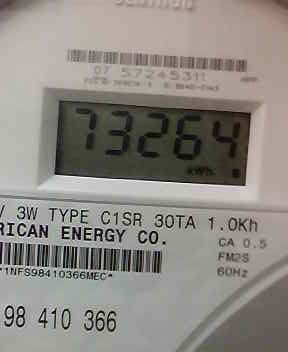 07 57245311
73264
kWh
V 3W TYPE C1SR 30TA 1.0Kh
RICAN ENERGY CO.
CA 0.5
FM2S
60Hz
*1NFS98410366MEC*
98 410 366